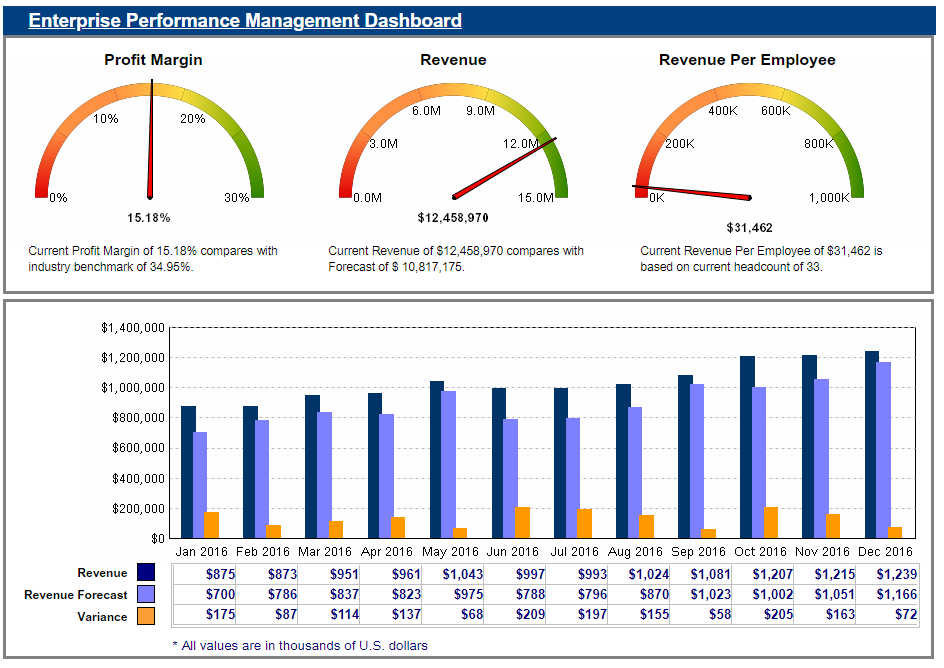 Enterprise Performance Management Dashboard
Profit Margin
Revenue
Revenue Per Employee
10%
20%
0%
30%
15.18%
6.0M
9.0M
3.0M
12.0M
0.0M
15.0M
$12,458,970
400K
600K
200K
800K
0K
1,000K
$31,462
Current Profit Margin of 15.18% compares with
industry benchmark of 34.95%.
Current Revenue of $12,458,970 compares with
Forecast of $ 10,817,175.
Current Revenue Per Employee of $31,462 is
based on current headcount of 33.
$1,400,000
$1,200,000
$1,000,000
$800,000
$600,000
$400,000
$200,000
$0
Jan 2016 Feb 2016 Mar 2016 Apr 2016 May 2016 Jun 2016 Jul 2016 Aug 2016 Sep 2016 Oct 2016 Nov 2016 Dec 2016
Revenue $875 $873 $951 $961 $1,043 $997 $993 $1,024 $1,081 $1,207 $1,215 $1,239
Revenue Forecast $700 $786 $837 $823 $975 $788 $796 $870 $1,023 $1,002 $1,051 $1,166
Variance $175 $87 $114 $137 $68 $209 $197 $155 $58 $205 $163 $72
* All values are in thousands of U.S. dollars